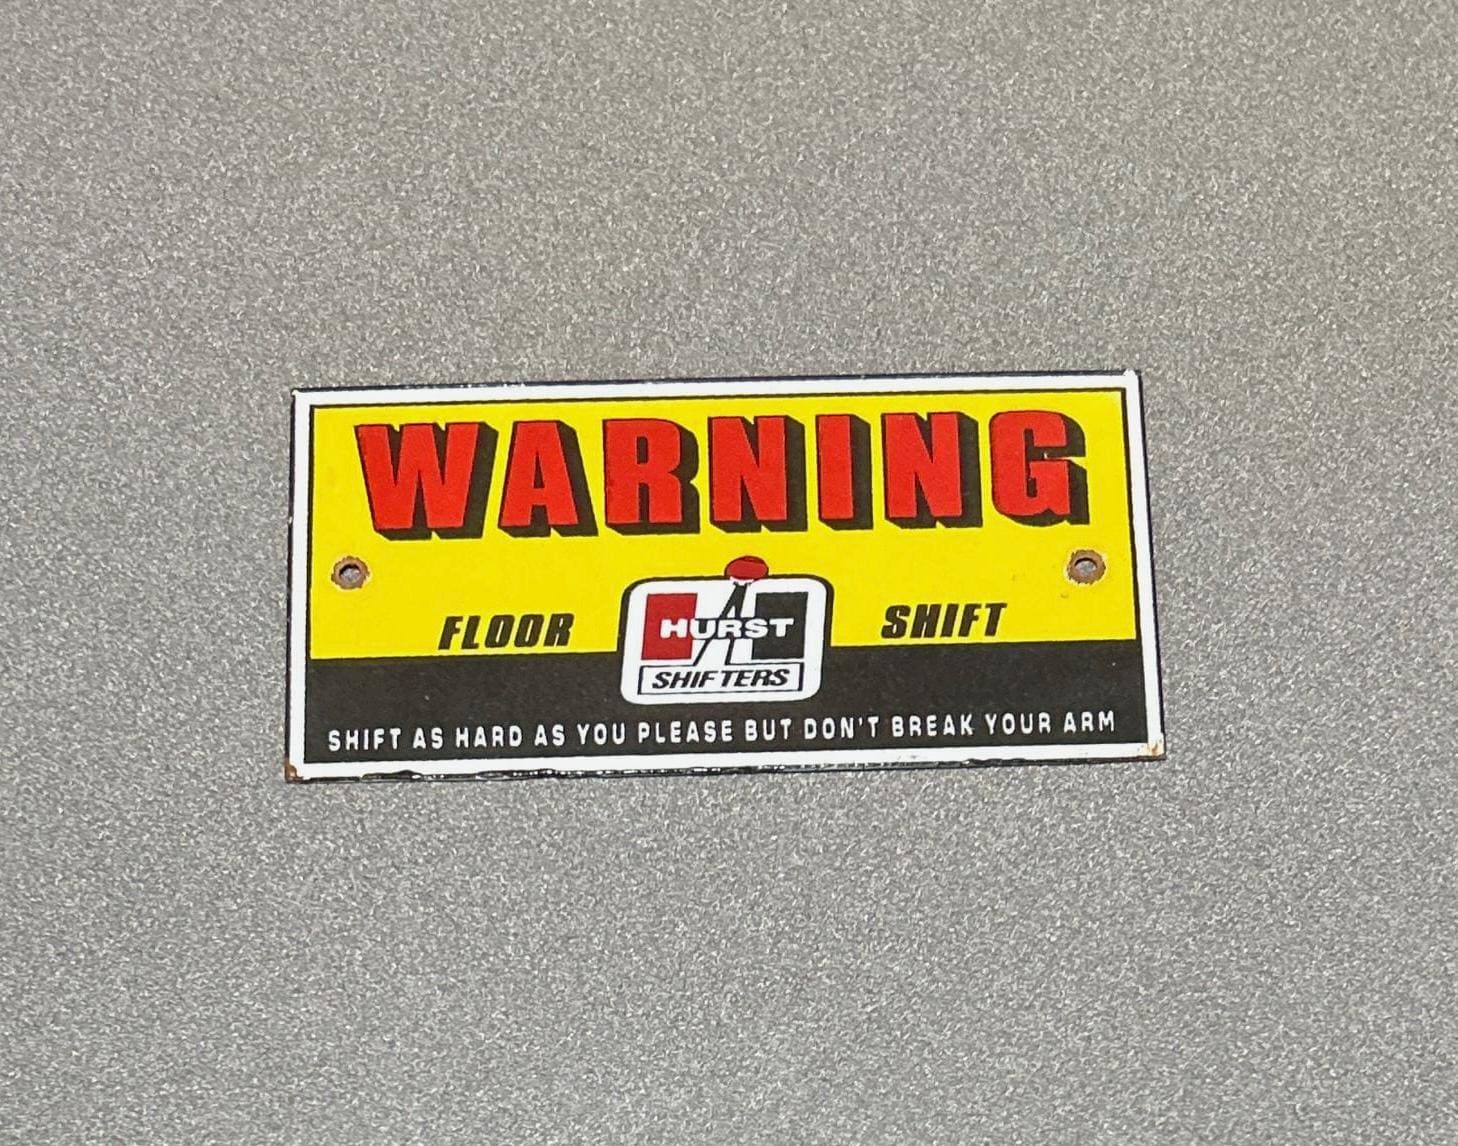 WARNING
FLOOR SHIFT
HURST
SHIFTERS
SHIFT AS HARD AS YOU PLEASE BUT DON'T BREAK YOUR ARM